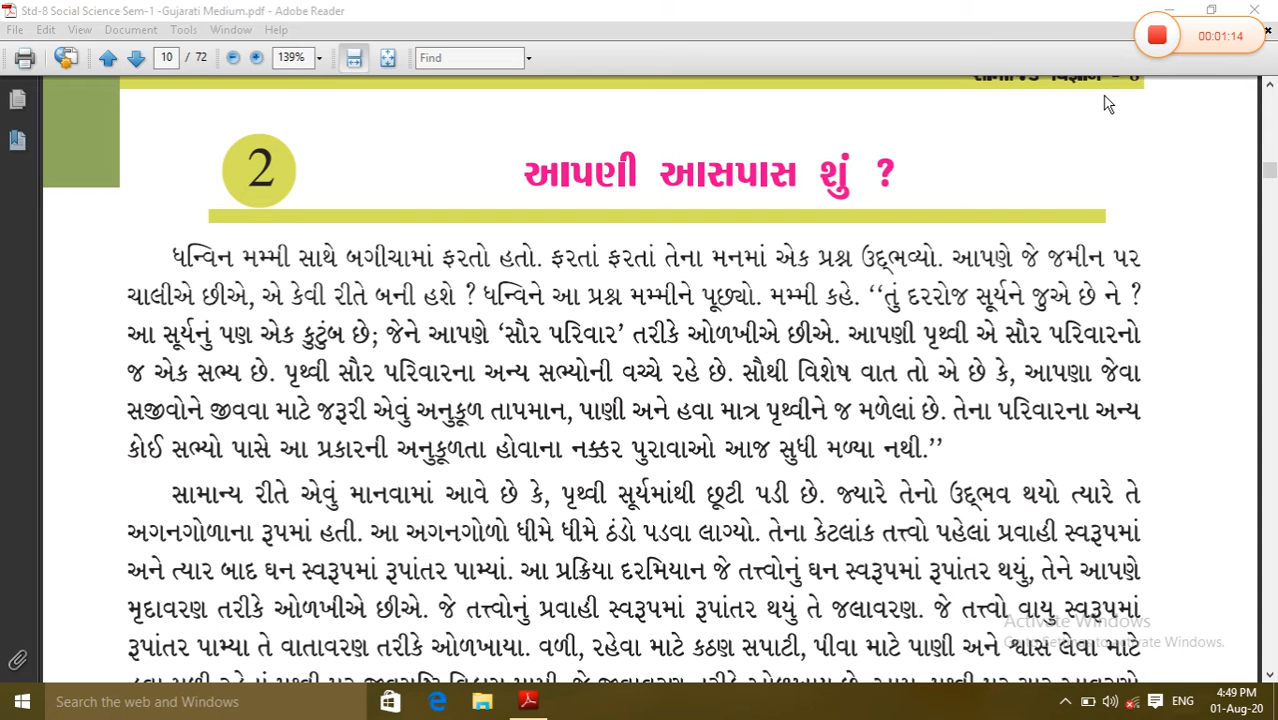 Std-8 Social Science Sem-1 -Gujarati Medium.pdf - Adobe Reader
File Edit View Document Tools Window Help
00:01:14
10 / 72 139% Find
2 આપણી આસપાસ શું ?
ધન્વિન મમ્મી સાથે બગીચામાં ફરતો હતો. ફરતાં ફરતાં તેના મનમાં એક પ્રશ્ન ઉદ્ભવ્યો. આપણે જે જમીન પર
ચાલીએ છીએ, એ કેવી રીતે બની હશે ? ધન્વિને આ પ્રશ્ન મમ્મીને પૂછ્યો. મમ્મી કહે. ‘‘તું દરરોજ સૂર્યને જુએ છે ને ?
આ સૂર્યનું પણ એક કુટુંબ છે; જેને આપણે ‘સૌર પરિવાર’ તરીકે ઓળખીએ છીએ. આપણી પૃથ્વી એ સૌર પરિવારનો
જ એક સભ્ય છે. પૃથ્વી સૌર પરિવારના અન્ય સભ્યોની વચ્ચે રહે છે. સૌથી વિશેષ વાત તો એ છે કે, આપણા જેવા
સજીવોને જીવવા માટે જરૂરી એવું અનુકૂળ તાપમાન, પાણી અને હવા માત્ર પૃથ્વીને જ મળેલાં છે. તેના પરિવારના અન્ય
કોઈ સભ્યો પાસે આ પ્રકારની અનુકૂળતા હોવાના નક્કર પુરાવાઓ આજ સુધી મળ્યા નથી.’’
સામાન્ય રીતે એવું માનવામાં આવે છે કે, પૃથ્વી સૂર્યમાંથી છૂટી પડી છે. જ્યારે તેનો ઉદ્ભવ થયો ત્યારે તે
અગનગોળાના રૂપમાં હતી. આ અગનગોળો ધીમે ધીમે ઠંડો પડવા લાગ્યો. તેના કેટલાંક તત્ત્વો પહેલાં પ્રવાહી સ્વરૂપમાં
અને ત્યાર બાદ ઘન સ્વરૂપમાં રૂપાંતર પામ્યાં. આ પ્રક્રિયા દરમિયાન જે તત્ત્વોનું ઘન સ્વરૂપમાં રૂપાંતર થયું, તેને આપણે
મૃદાવરણ તરીકે ઓળખીએ છીએ. જે તત્ત્વોનું પ્રવાહી સ્વરૂપમાં રૂપાંતર થયું તે જલાવરણ. જે તત્ત્વો વાયુ સ્વરૂપમાં
Activate Windows
Go to Settings to activate Windows.
રૂપાંતર પામ્યા તે વાતાવરણ તરીકે ઓળખાયા. વળી, રહેવા માટે કઠણ સપાટી, પીવા માટે પાણી અને શ્વાસ લેવા માટે
Search the web and Windows
ENG 4:49 PM
01-Aug-20